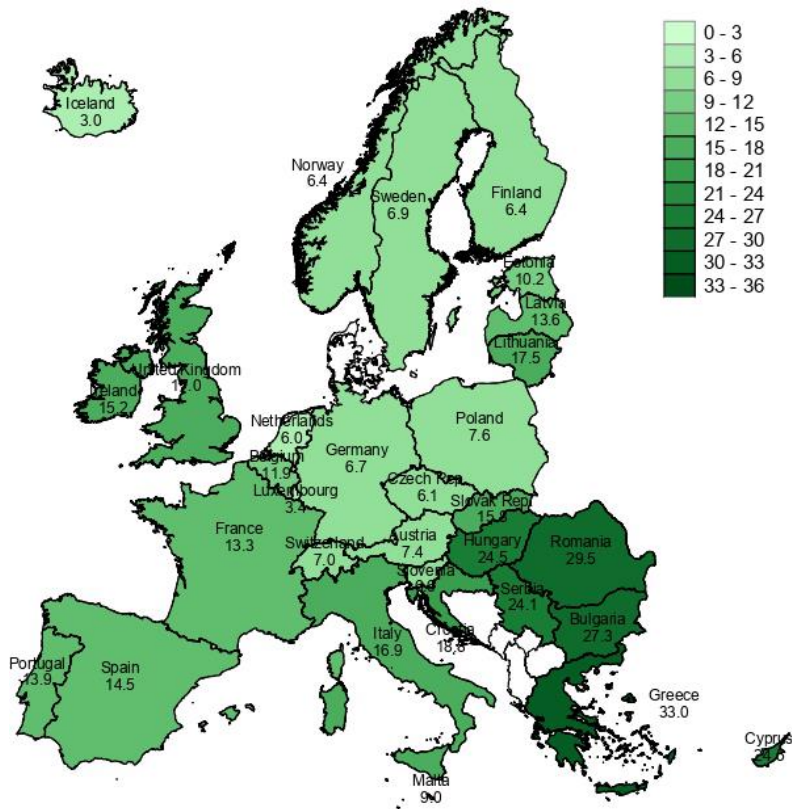 0 - 3
3 - 6
6 - 9
9 - 12
12 - 15
15 - 18
18 - 21
21 - 24
24 - 27
27 - 30
30 - 33
33 - 36
Iceland
3.0
Norway
6.4
Sweden
6.9
Finland
6.4
Estonia
10.2
Latvia
13.6
Lithuania
17.5
United Kingdom
Ireland
15.2
Netherlands
6.0
Belgium
11.9
Luxembourg
3.4
Germany
6.7
Poland
7.6
Czech Rep.
6.1
Slovak Rep.
France
13.3
Switzerland
7.0
Austria
7.4
Hungary
24.5
Romania
29.5
Slovenia
Serbia
24.1
Croatia
Bulgaria
27.3
Italy
16.9
Portugal
13.9
Spain
14.5
Greece
33.0
Cyprus
Malta
9.0